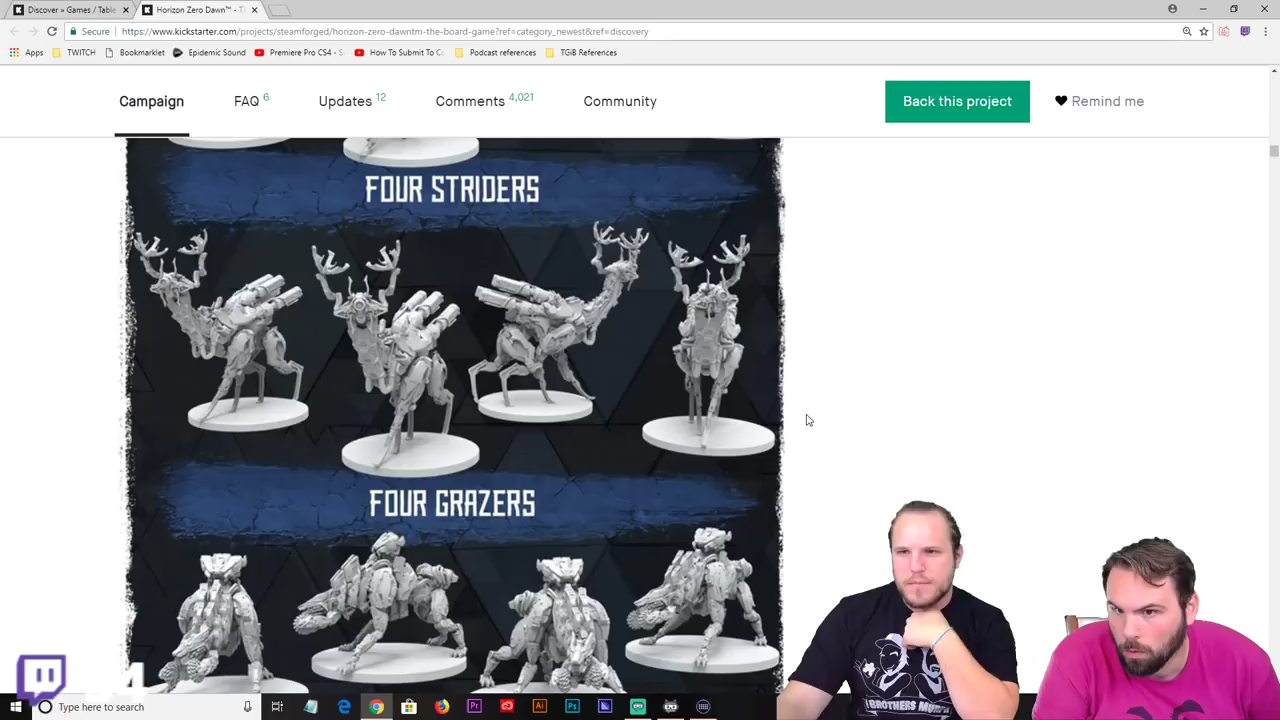 Discover » Games / Table
Horizon Zero Dawn™ - T
https://www.kickstarter.com/projects/steamforged/horizon-zero-dawntm-the-board-game?ref=category_newest&ref=discovery
Apps
TWITCH
Bookmarklet
Epidemic Sound
Premiere Pro CS4 -
How To Submit To Co
Podcast references
TGiB References
Campaign
FAQ 6
Updates 12
Comments 4,021
Community
Back this project
Remind me
FOUR STRIDERS
FOUR GRAZERS
BROTHERS
Type here to search